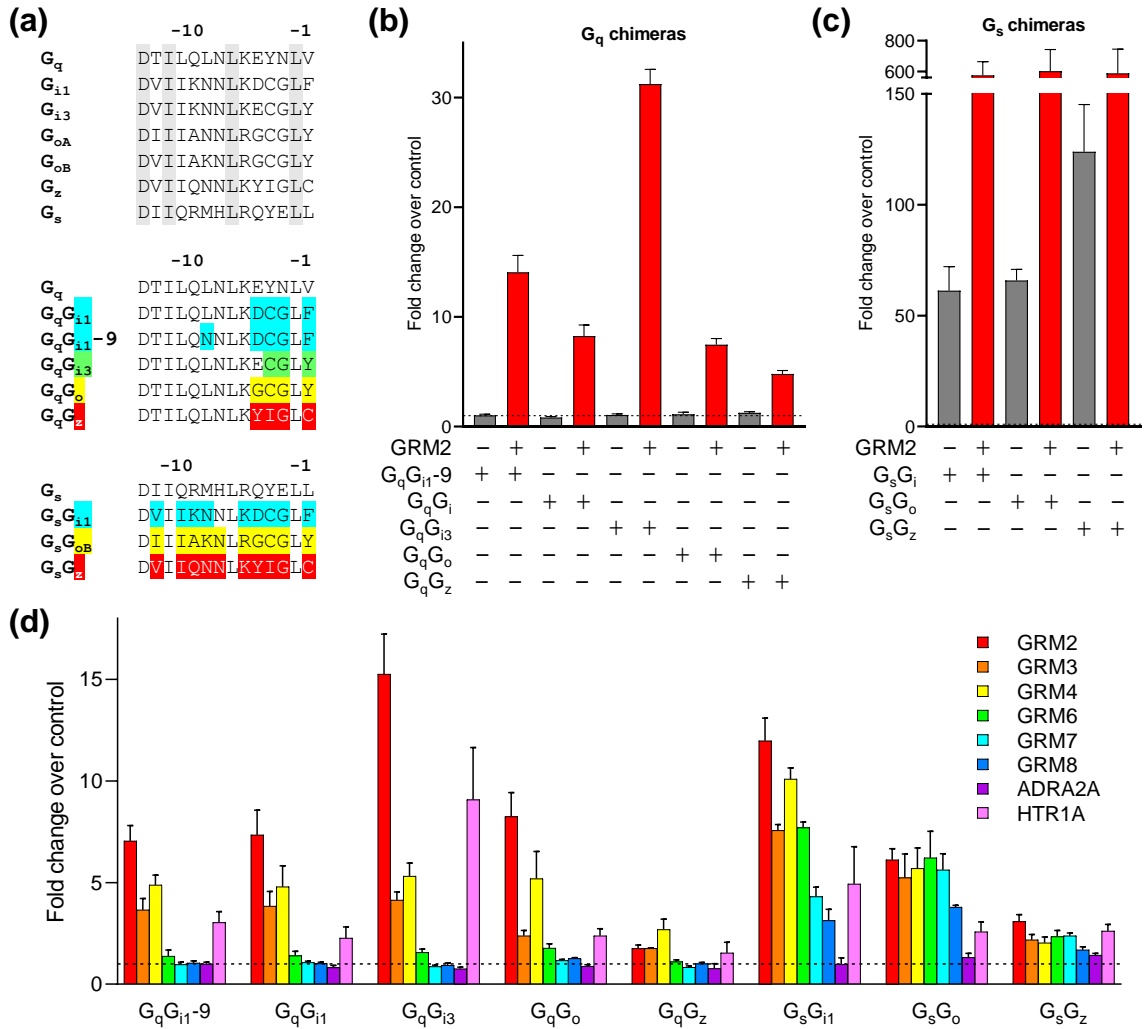 (a)
-10 -1
Gq DTILQLNLKEYNLV
Gi1 DVIIKNNLKDCGLF
Gi3 DVIIKNNLKECGLY
GoA DIIIANNLRGCGLY
GoB DVIIAKNLRGCGLY
Gz DVIIQNNLKYIGLC
Gs DIIQRMHLRQYELL
-10 -1
Gq DTILQLNLKEYNLV
GqGi1 DTILQLNLKDCGLF
GqGi1-9 DTILQNNLKDCGLF
GqGi3 DTILQLNLKECGLY
GqGo DTILQLNLKGCGLY
GqGz DTILQLNLKYIGLC
-10 -1
Gs DIIQRMHLRQYELL
GsGi1 DVIIKNNLKDCGLF
GsGoB DIIIAKNLRGCGLY
GsGz DVIIQNNLKYIGLC
(b)
Gq chimeras
Fold change over control
30
20
10
0
− + − + − + − + − + GRM2
+ + − − − − − − − − GqGi1-9
− − + + − − − − − − GqGi
− − − − + + − − − − GqGi3
− − − − − − + + − − GqGo
− − − − − − − − + + GqGz
(c)
Gs chimeras
Fold change over control
800
600
150
100
50
0
GRM2 − + − + − +
GsGi + + − − − −
GsGo − − + + − −
GsGz − − − − + +
(d)
Fold change over control
15
10
5
0
GRM2
GRM3
GRM4
GRM6
GRM7
GRM8
ADRA2A
HTR1A
GqGi1-9 GqGi1 GqGi3 GqGo GqGz GsGi1 GsGo GsGz